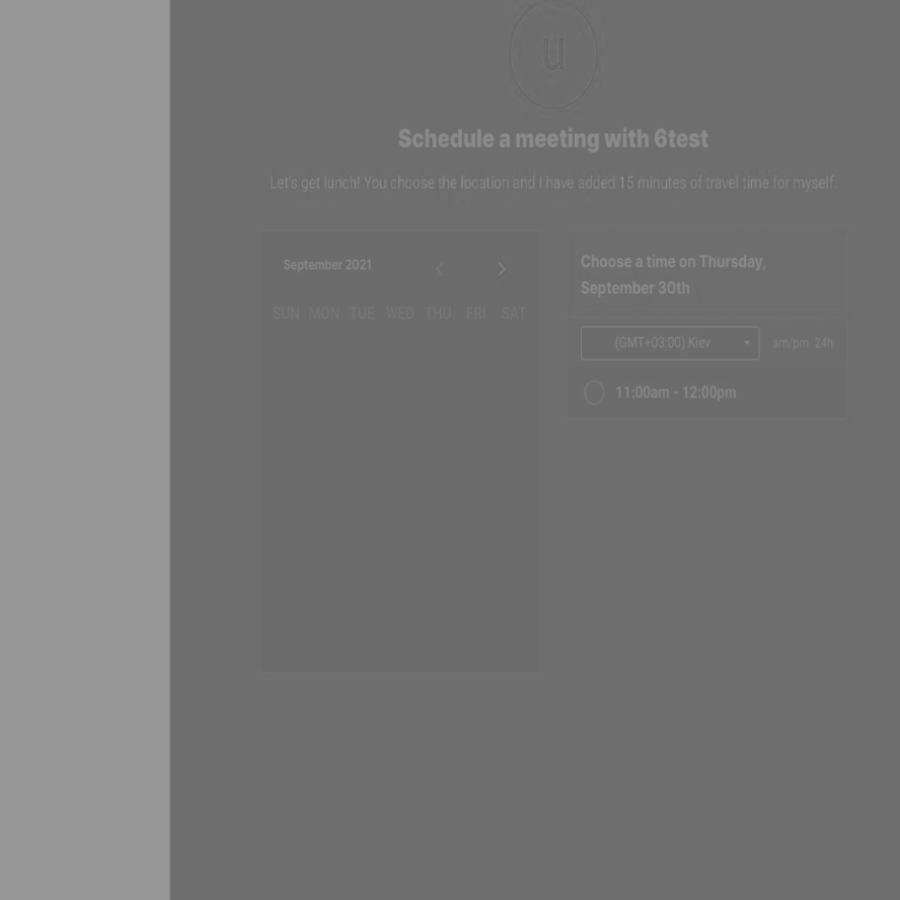 u
Schedule a meeting with 6test
Let's get lunch! You choose the location and I have added 15 minutes of travel time for myself.
September 2021
SUN MON TUE WED THU FRI SAT
Choose a time on Thursday,
September 30th
(GMT+03:00) Kiev
am/pm 24h
11:00am - 12:00pm